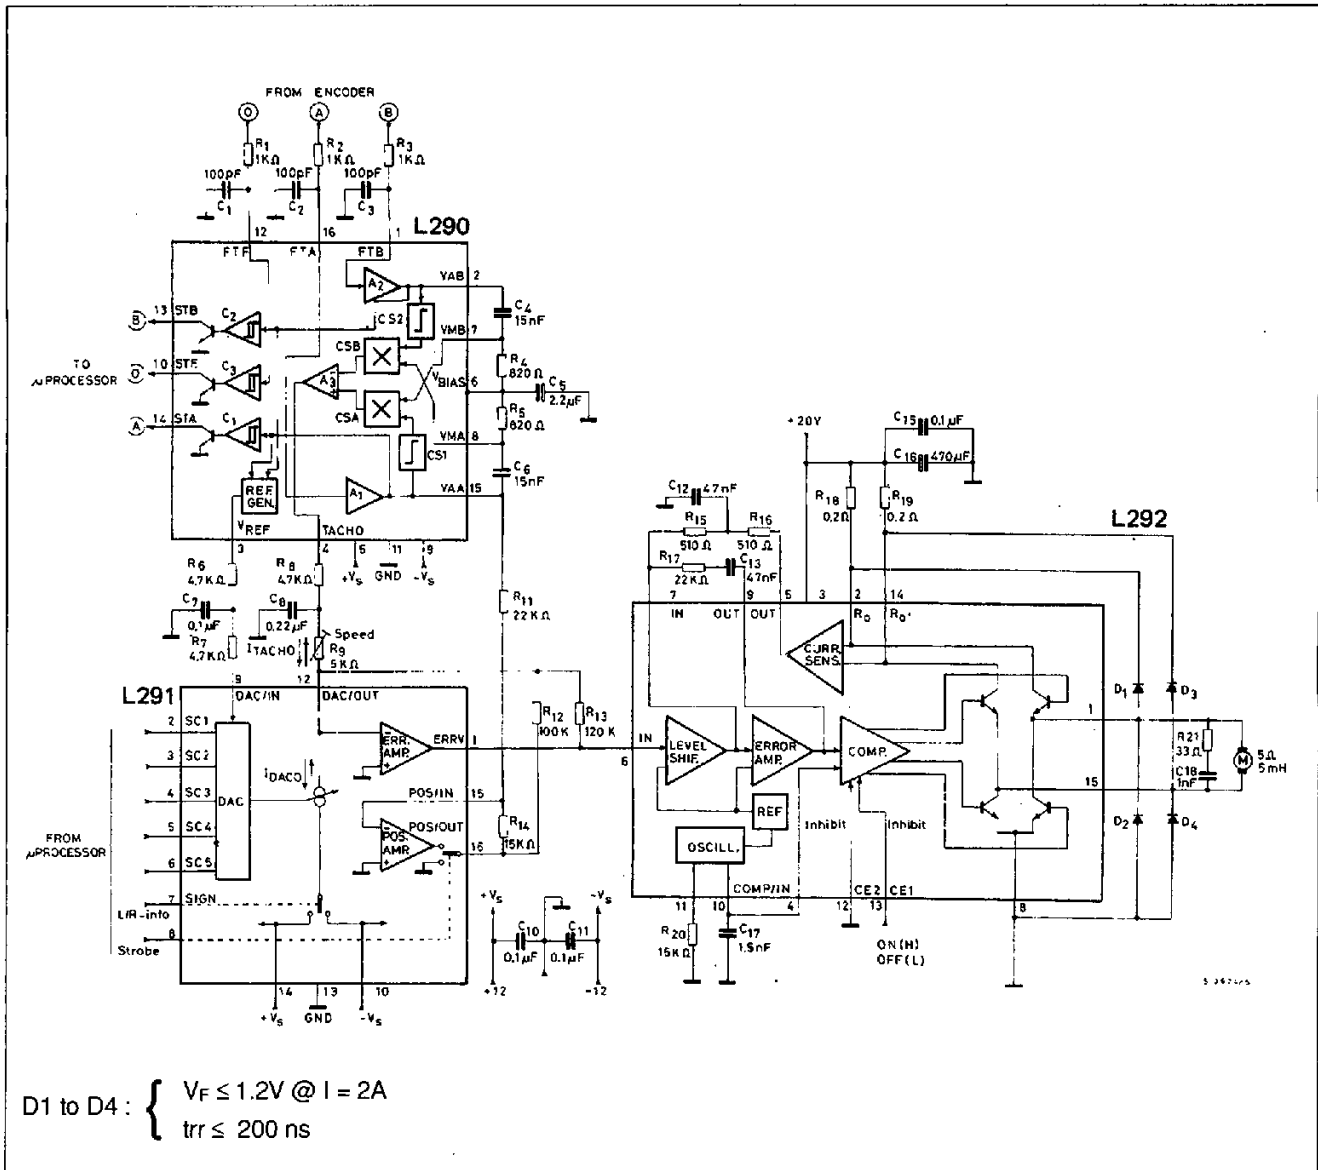 FROM ENCODER
O A B
R1 1KΩ
R2 1KΩ
R3 1KΩ
100pF C1
100pF C2
100pF C3
L290
12 16 1
FTF FTA FTB
A2
VAB 2
C4 15nF
CS2
VMB 7
B 13 STB C2
CSB
R4 820Ω
TO µPROCESSOR
O 10 STF C3
A3
VBIAS 6
C5 2.2µF
CSA
R5 820Ω
A 14 STA C1
VMA 8
CS1
C6 15nF
REF. GEN.
A1
VAA 15
VREF TACHO
3 4 5 11 9
+Vs GND -Vs
R6 4.7KΩ
R8 4.7KΩ
R11 22KΩ
C7 0.1µF
C8 0.22µF
Speed
R7 4.7KΩ
ITACHO
R9 5KΩ
9 12
L291
DAC/IN DAC/OUT
R12 100K
R13 120K
2 SC1
3 SC2
4 SC3
5 SC4
6 SC5
DAC
IDAC
ERR. AMP.
ERRV 1
POS/IN 15
POS/OUT
POS. AMP.
R14 15KΩ
16
FROM µPROCESSOR
7 SIGN
L/R-info
8
Strobe
14 13 10
+Vs GND -Vs
+Vs -Vs
C10 0.1µF
C11 0.1µF
+12 -12
+20V
C15 0.1µF
C16 470µF
C12 47nF
R15 510Ω
R16 510Ω
R17 22KΩ
C13 47nF
R18 0.2Ω
R19 0.2Ω
L292
7 9 5 3 2 14
IN OUT OUT
CURR. SENS.
IN
6
LEVEL SHIF.
ERROR AMP.
COMP.
REF
OSCILL.
Inhibit Inhibit
COMP/IN
CE2 CE1
11 10 4 12 13 8
R20 15KΩ
C17 1.5nF
ON(H)
OFF(L)
D1 D3
1
R21 33Ω
C18 1nF
M
5Ω
5mH
15
D2 D4
D1 to D4 : { VF ≤ 1.2V @ I = 2A
trr ≤ 200 ns